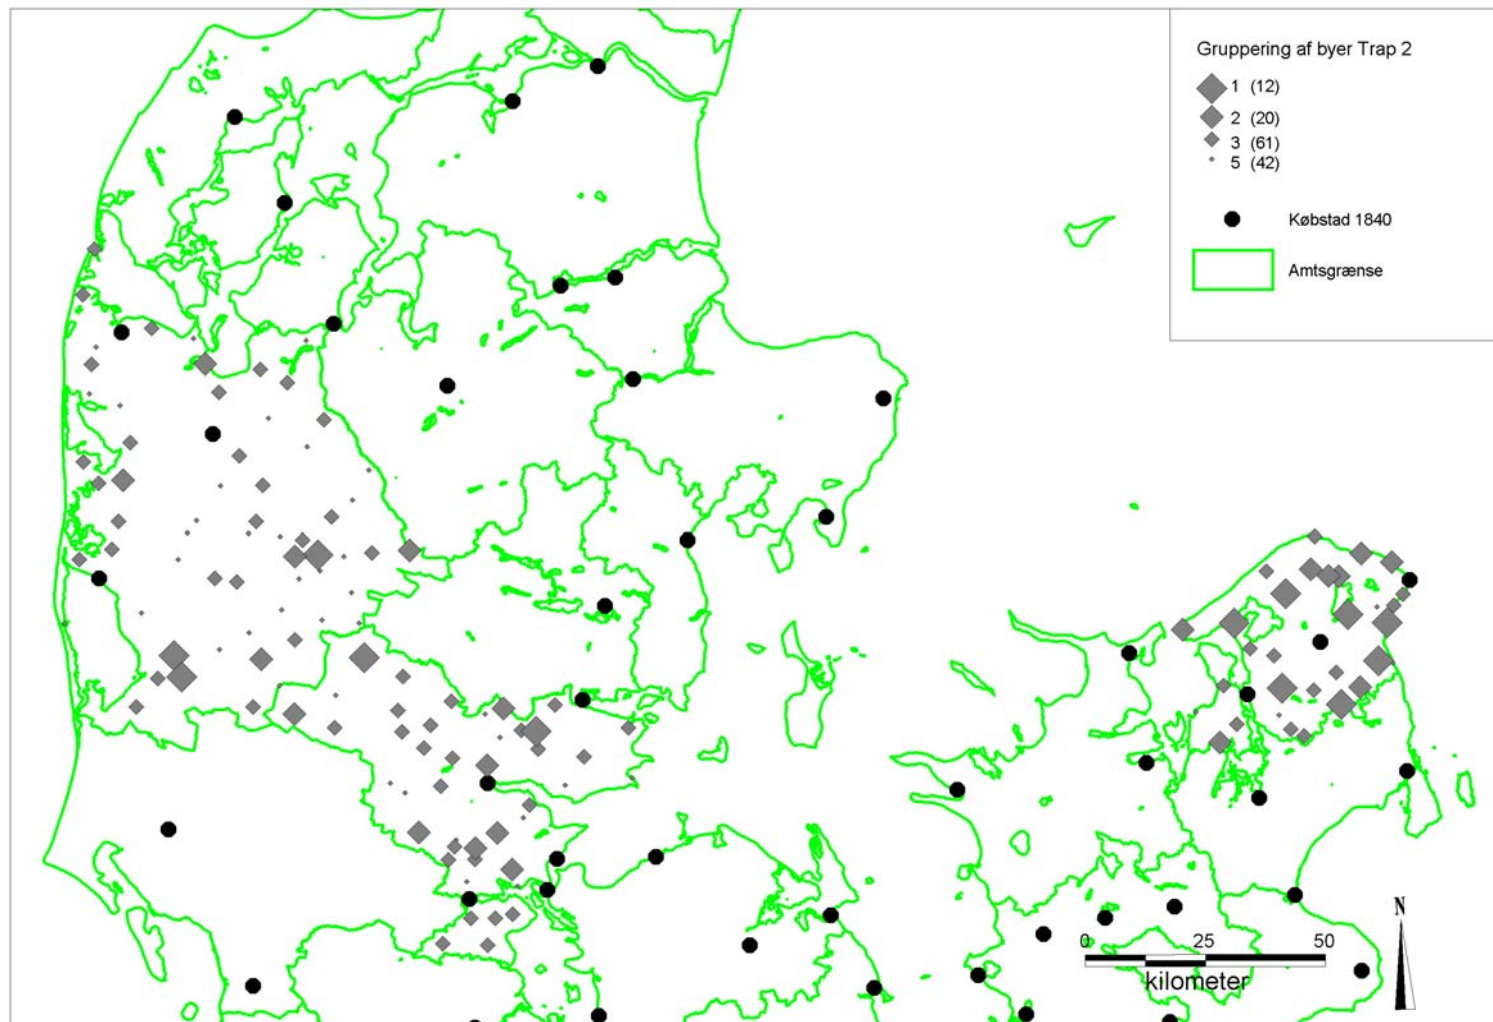 Gruppering af byer Trap 2
1 (12)
2 (20)
3 (61)
5 (42)
Købstad 1840
Amtsgrænse
N
0 25 50
kilometer